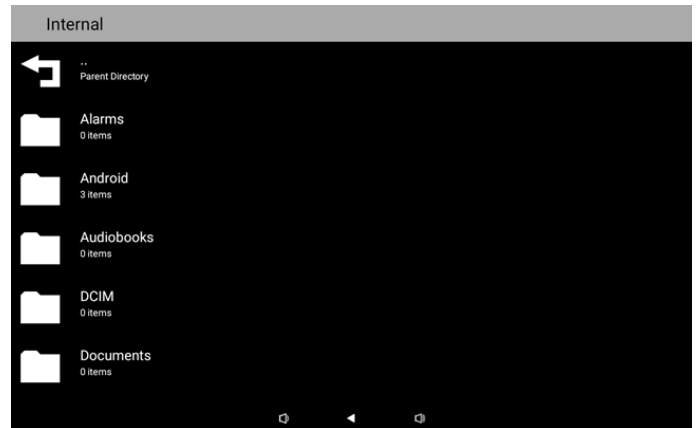 Internal
..
Parent Directory
Alarms
0 items
Android
3 items
Audiobooks
0 items
DCIM
0 items
Documents
0 items